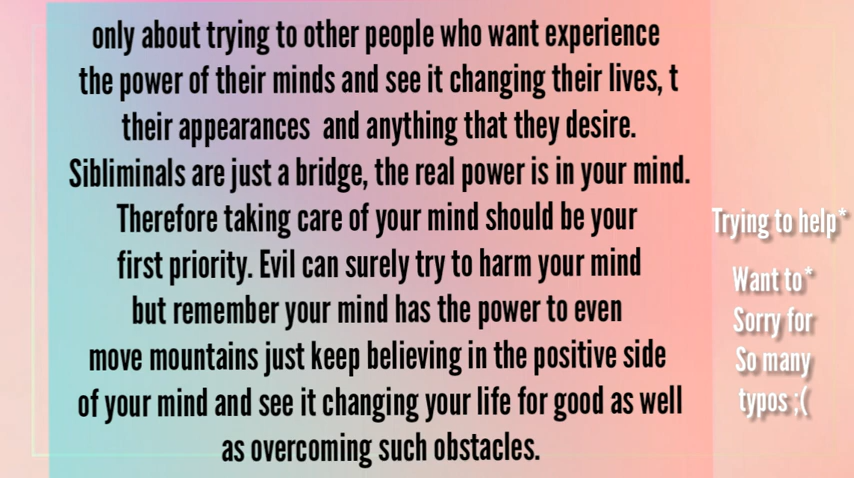 only about trying to other people who want experience
the power of their minds and see it changing their lives, t
their appearances and anything that they desire.
Sibliminals are just a bridge, the real power is in your mind.
Therefore taking care of your mind should be your
first priority. Evil can surely try to harm your mind
but remember your mind has the power to even
move mountains just keep believing in the positive side
of your mind and see it changing your life for good as well
as overcoming such obstacles.
Trying to help*
Want to*
Sorry for
So many
typos ;(